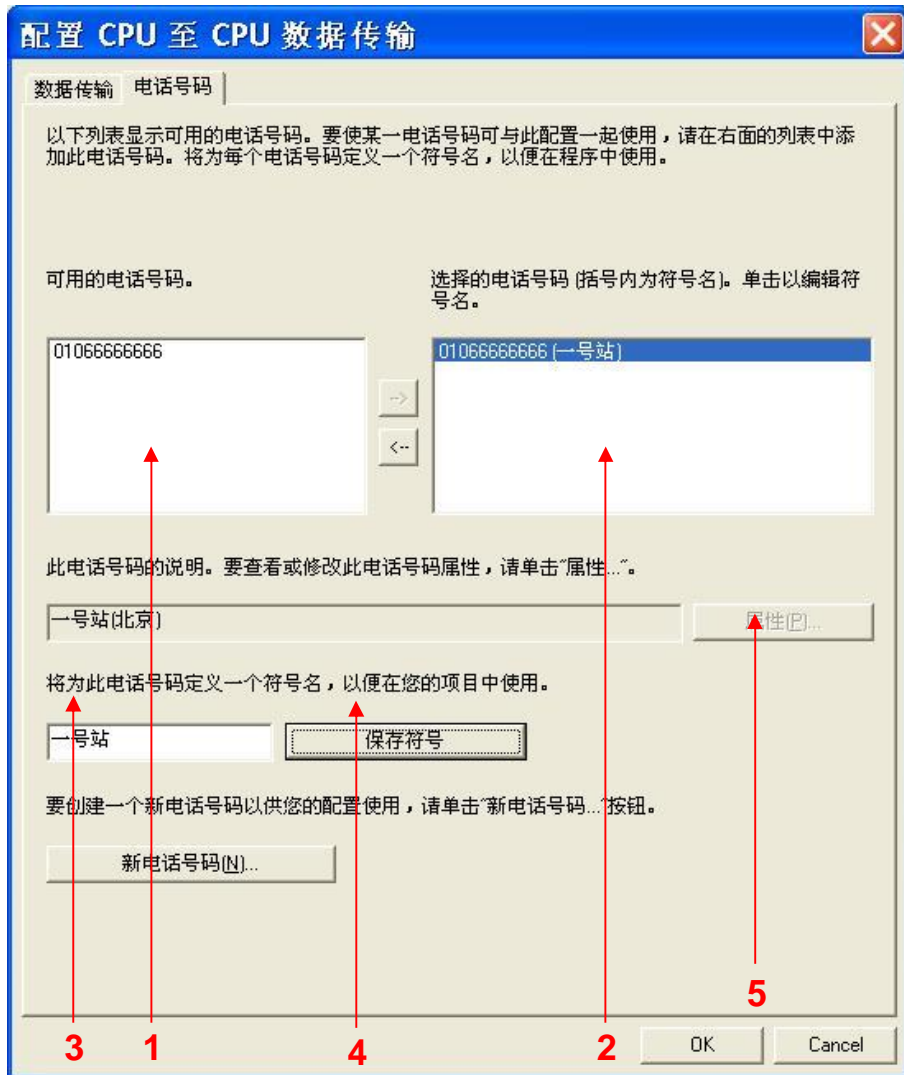 配置 CPU 至 CPU 数据传输
数据传输 电话号码
以下列表显示可用的电话号码。要使某一电话号码可与此配置一起使用，请在右面的列表中添
加此电话号码。将为每个电话号码定义一个符号名，以便在程序中使用。
可用的电话号码。
选择的电话号码 (括号内为符号名)。单击以编辑符
号名。
01066666666
01066666666 (一号站)
-->
<--
此电话号码的说明。要查看或修改此电话号码属性，请单击"属性..."。
一号站(北京)
属性(P)...
将为此电话号码定义一个符号名，以便在您的项目中使用。
一号站
保存符号
要创建一个新电话号码以供您的配置使用，请单击"新电话号码..."按钮。
新电话号码(N)...
3 1 4 2 5
OK Cancel